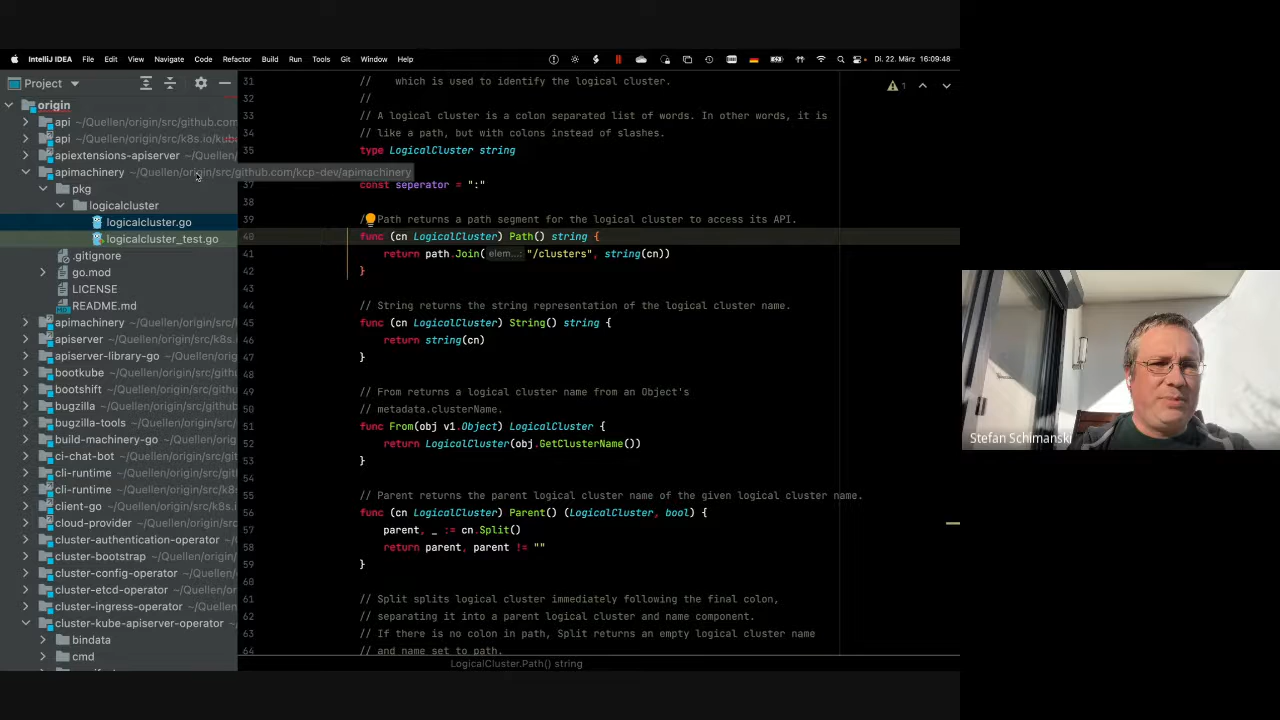 IntelliJ IDEA File Edit View Navigate Code Refactor Build Run Tools Git Window Help Di. 22. März 16:09:48
Project
origin
api ~/Quellen/origin/src/github.com
api ~/Quellen/origin/src/k8s.io/kub
apiextensions-apiserver ~/Quellen/
apimachinery ~/Quellen/origin/src/github.com/kcp-dev/apimachinery
pkg
logicalcluster
logicalcluster.go
logicalcluster_test.go
.gitignore
go.mod
LICENSE
README.md
apimachinery ~/Quellen/origin/src/k
apiserver ~/Quellen/origin/src/k8s.
apiserver-library-go ~/Quellen/orig
bootkube ~/Quellen/origin/src/githu
bootshift ~/Quellen/origin/src/githu
bugzilla ~/Quellen/origin/src/github
bugzilla-tools ~/Quellen/origin/src/
build-machinery-go ~/Quellen/origi
ci-chat-bot ~/Quellen/origin/src/git
cli-runtime ~/Quellen/origin/src/git
cli-runtime ~/Quellen/origin/src/k8s
client-go ~/Quellen/origin/src/k8s.i
cloud-provider ~/Quellen/origin/src
cluster-authentication-operator ~/
cluster-bootstrap ~/Quellen/origin/
cluster-config-operator ~/Quellen/
cluster-etcd-operator ~/Quellen/or
cluster-ingress-operator ~/Quellen
cluster-kube-apiserver-operator ~/
bindata
cmd
31 // which is used to identify the logical cluster.
32 //
33 // A logical cluster is a colon separated list of words. In other words, it is
34 // like a path, but with colons instead of slashes.
35 type LogicalCluster string
37 const seperator = ":"
38
39 // Path returns a path segment for the logical cluster to access its API.
40 func (cn LogicalCluster) Path() string {
41 return path.Join( elem...: "/clusters", string(cn))
42 }
43
44 // String returns the string representation of the logical cluster name.
45 func (cn LogicalCluster) String() string {
46 return string(cn)
47 }
48
49 // From returns a logical cluster name from an Object's
50 // metadata.clusterName.
51 func From(obj v1.Object) LogicalCluster {
52 return LogicalCluster(obj.GetClusterName())
53 }
54
55 // Parent returns the parent logical cluster name of the given logical cluster name.
56 func (cn LogicalCluster) Parent() (LogicalCluster, bool) {
57 parent, _ := cn.Split()
58 return parent, parent != ""
59 }
60
61 // Split splits logical cluster immediately following the final colon,
62 // separating it into a parent logical cluster and name component.
63 // If there is no colon in path, Split returns an empty logical cluster name
64 // and name set to path.
1
LogicalCluster.Path() string
Stefan Schimanski